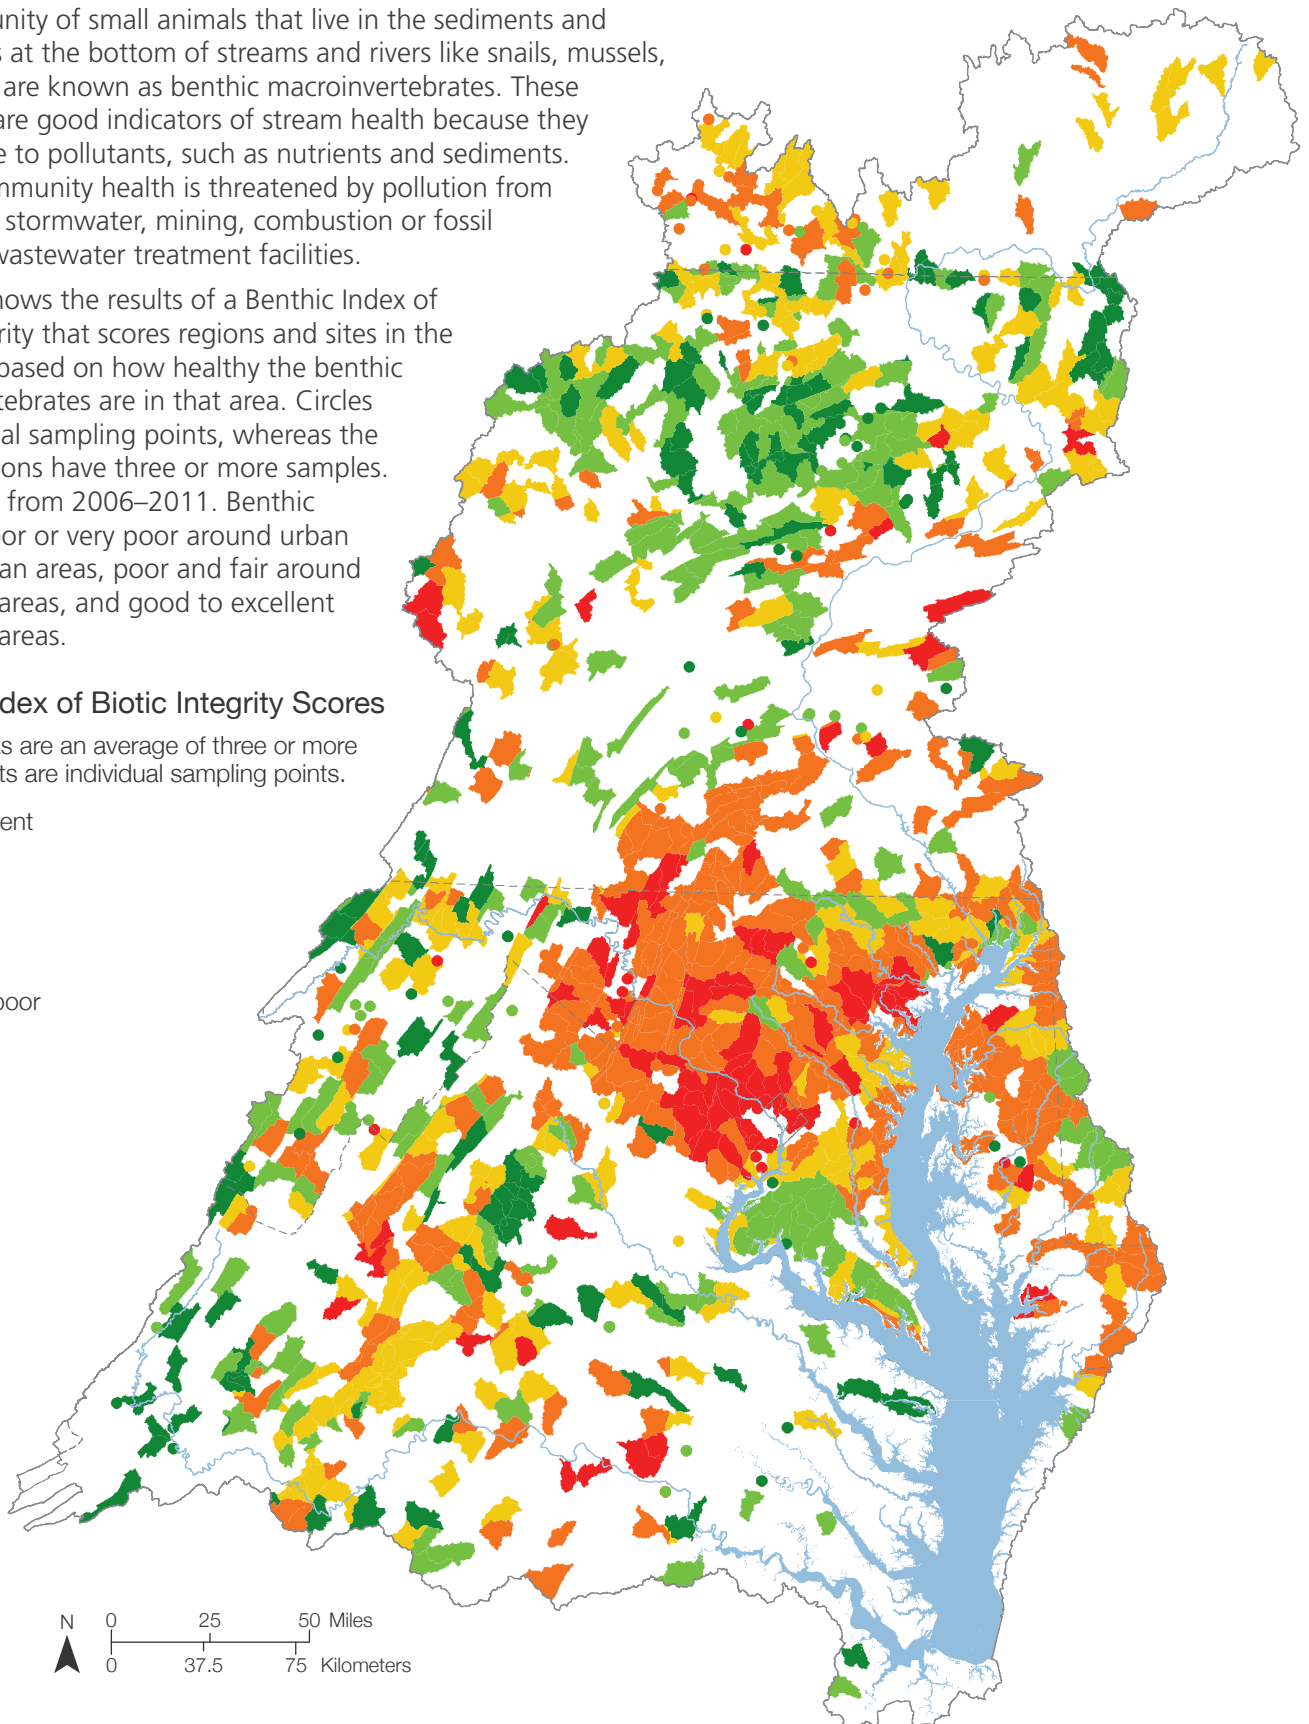 unity of small animals that live in the sediments and
s at the bottom of streams and rivers like snails, mussels,
are known as benthic macroinvertebrates. These
are good indicators of stream health because they
e to pollutants, such as nutrients and sediments.
mmunity health is threatened by pollution from
stormwater, mining, combustion or fossil
wastewater treatment facilities.
hows the results of a Benthic Index of
rity that scores regions and sites in the
based on how healthy the benthic
tebrates are in that area. Circles
al sampling points, whereas the
ions have three or more samples.
from 2006–2011. Benthic
oor or very poor around urban
an areas, poor and fair around
areas, and good to excellent
areas.
dex of Biotic Integrity Scores
s are an average of three or more
ts are individual sampling points.
ent
poor
N 0 25 50 Miles
0 37.5 75 Kilometers